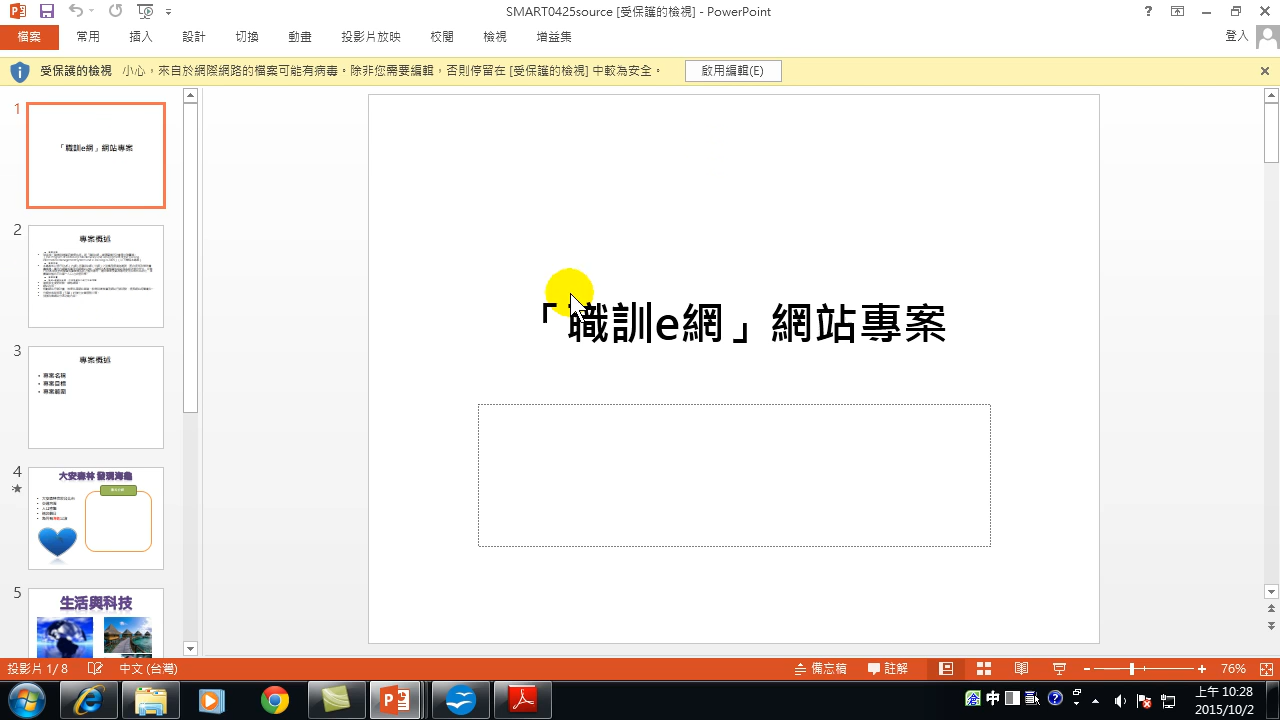 SMART0425source [受保護的檢視] - PowerPoint
檔案 常用 插入 設計 切換 動畫 投影片放映 校閱 檢視 增益集 登入
受保護的檢視 小心，來自於網際網路的檔案可能有病毒。除非您需要編輯，否則停留在 [受保護的檢視] 中較為安全。 啟用編輯(E)
1
「職訓e網」網站專案
2
專案概述
3
專案概述
• 專案名稱
• 專案目標
• 專案範圍
4
大安森林 發現海龜
5
生活與科技
「職訓e網」網站專案
投影片 1/8 中文 (台灣) 備忘稿 註解 76%
中
上午 10:28
2015/10/2